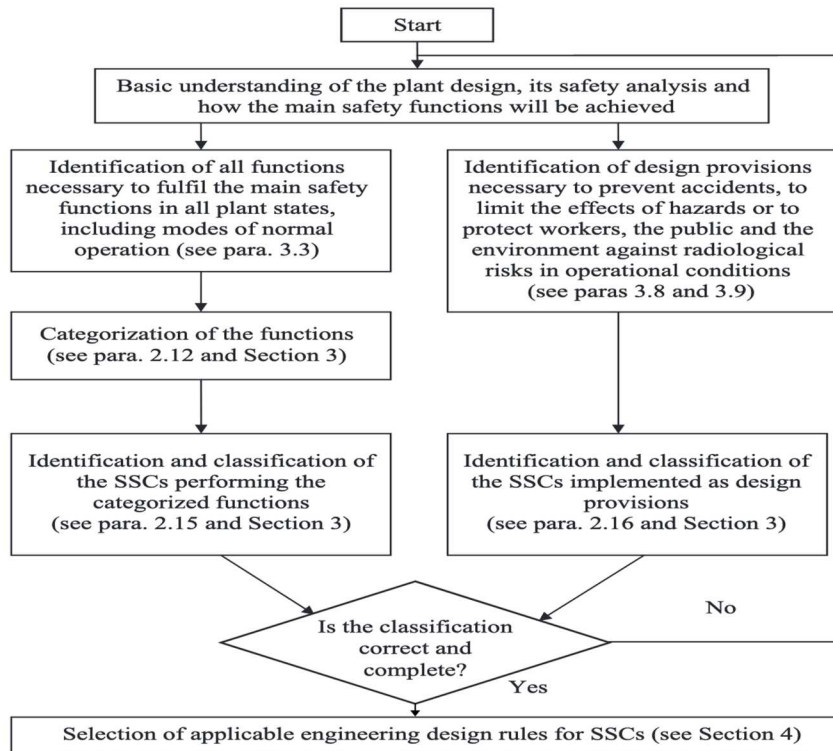 Start
Basic understanding of the plant design, its safety analysis and
how the main safety functions will be achieved
Identification of all functions
necessary to fulfil the main safety
functions in all plant states,
including modes of normal
operation (see para. 3.3)
Identification of design provisions
necessary to prevent accidents, to
limit the effects of hazards or to
protect workers, the public and the
environment against radiological
risks in operational conditions
(see paras 3.8 and 3.9)
Categorization of the functions
(see para. 2.12 and Section 3)
Identification and classification of
the SSCs performing the
categorized functions
(see para. 2.15 and Section 3)
Identification and classification of
the SSCs implemented as design
provisions
(see para. 2.16 and Section 3)
Is the classification
correct and
complete?
No
Yes
Selection of applicable engineering design rules for SSCs (see Section 4)